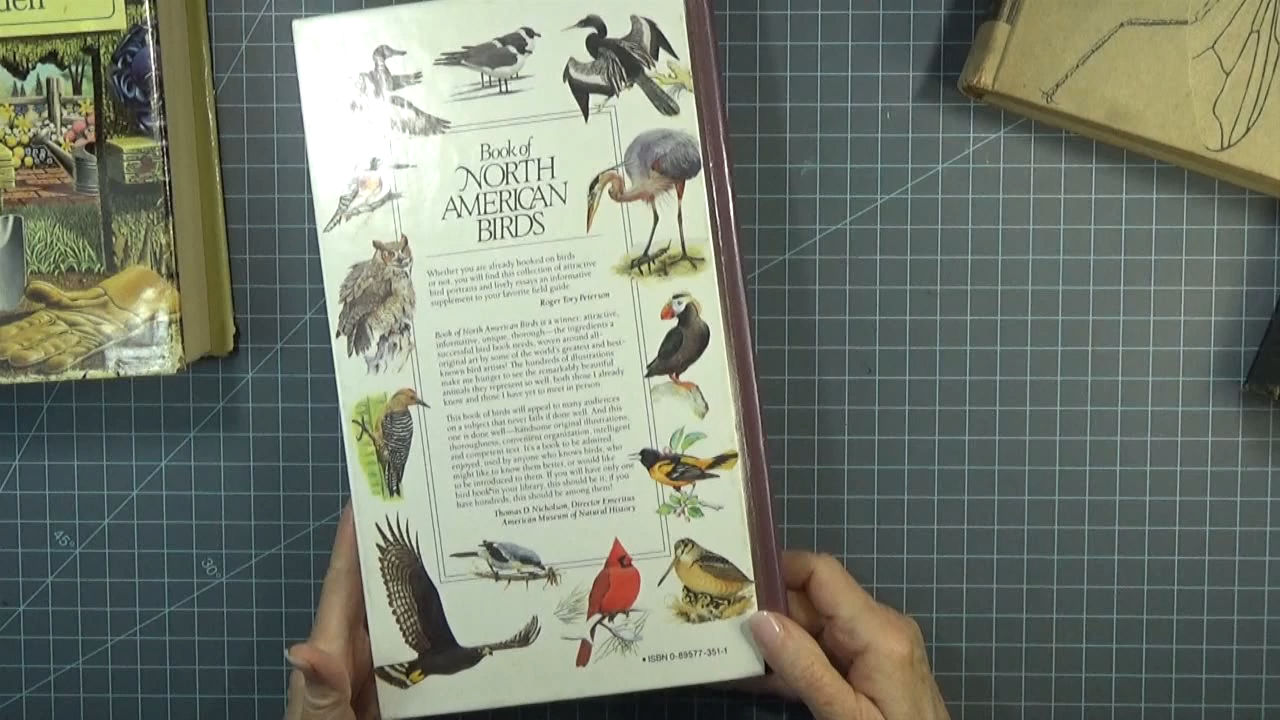 Book of
NORTH
AMERICAN
BIRDS
Whether you are already hooked on birds
or not, you will find this collection of attractive
bird portraits and lively essays an informative
supplement to your favorite field guide.
Roger Tory Peterson
Book of North American Birds is a winner; attractive,
informative, unique, thorough—the ingredients a
successful bird book needs, woven around all-
original art by some of the world's greatest and best-
known bird artists! The hundreds of illustrations
make me hunger to see the remarkably beautiful
animals they represent so well, both those I already
know and those I have yet to meet in person.
This book of birds will appeal to many audiences
on a subject that never fails if done well. And this
one is done well—handsome original illustrations,
thoroughness, convenient organization, intelligent
and competent text. It's a book to be admired,
enjoyed, used by anyone who knows birds, who
might like to know them better, or would like
to be introduced to them. If you will have only one
bird book in your library, this should be it; if you
have hundreds, this should be among them!
Thomas D. Nicholson, Director Emeritus
American Museum of Natural History
• ISBN 0-89577-351-1
45°
30°